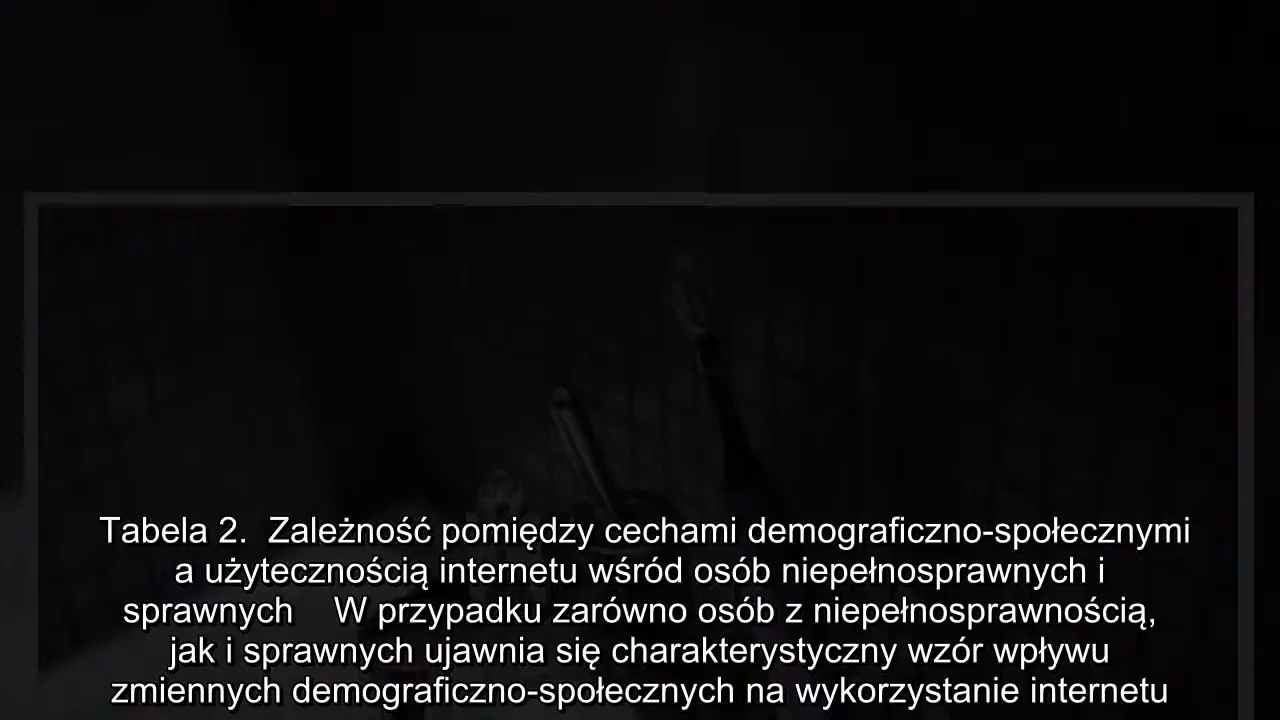 Tabela 2.  Zależność pomiędzy cechami demograficzno-społecznymi
a użytecznością internetu wśród osób niepełnosprawnych i
sprawnych    W przypadku zarówno osób z niepełnosprawnością,
jak i sprawnych ujawnia się charakterystyczny wzór wpływu
zmiennych demograficzno-społecznych na wykorzystanie internetu